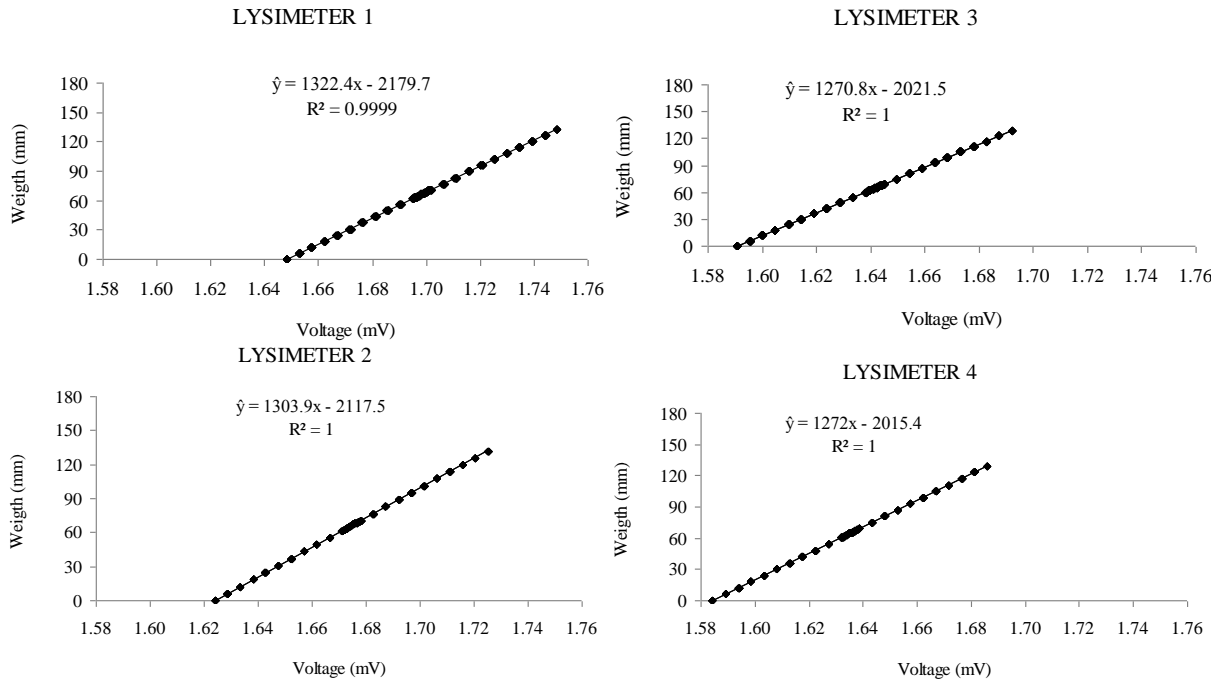 LYSIMETER 1
ŷ = 1322.4x - 2179.7
R² = 0.9999
Weigth (mm)
180
150
120
90
60
30
0
1.58 1.60 1.62 1.64 1.66 1.68 1.70 1.72 1.74 1.76
Voltage (mV)
LYSIMETER 3
ŷ = 1270.8x - 2021.5
R² = 1
Weigth (mm)
180
150
120
90
60
30
0
1.58 1.60 1.62 1.64 1.66 1.68 1.70 1.72 1.74 1.76
Voltage (mV)
LYSIMETER 2
ŷ = 1303.9x - 2117.5
R² = 1
Weigth (mm)
180
150
120
90
60
30
0
1.58 1.60 1.62 1.64 1.66 1.68 1.70 1.72 1.74 1.76
Voltage (mV)
LYSIMETER 4
ŷ = 1272x - 2015.4
R² = 1
Weigth (mm)
180
150
120
90
60
30
0
1.58 1.60 1.62 1.64 1.66 1.68 1.70 1.72 1.74 1.76
Voltage (mV)